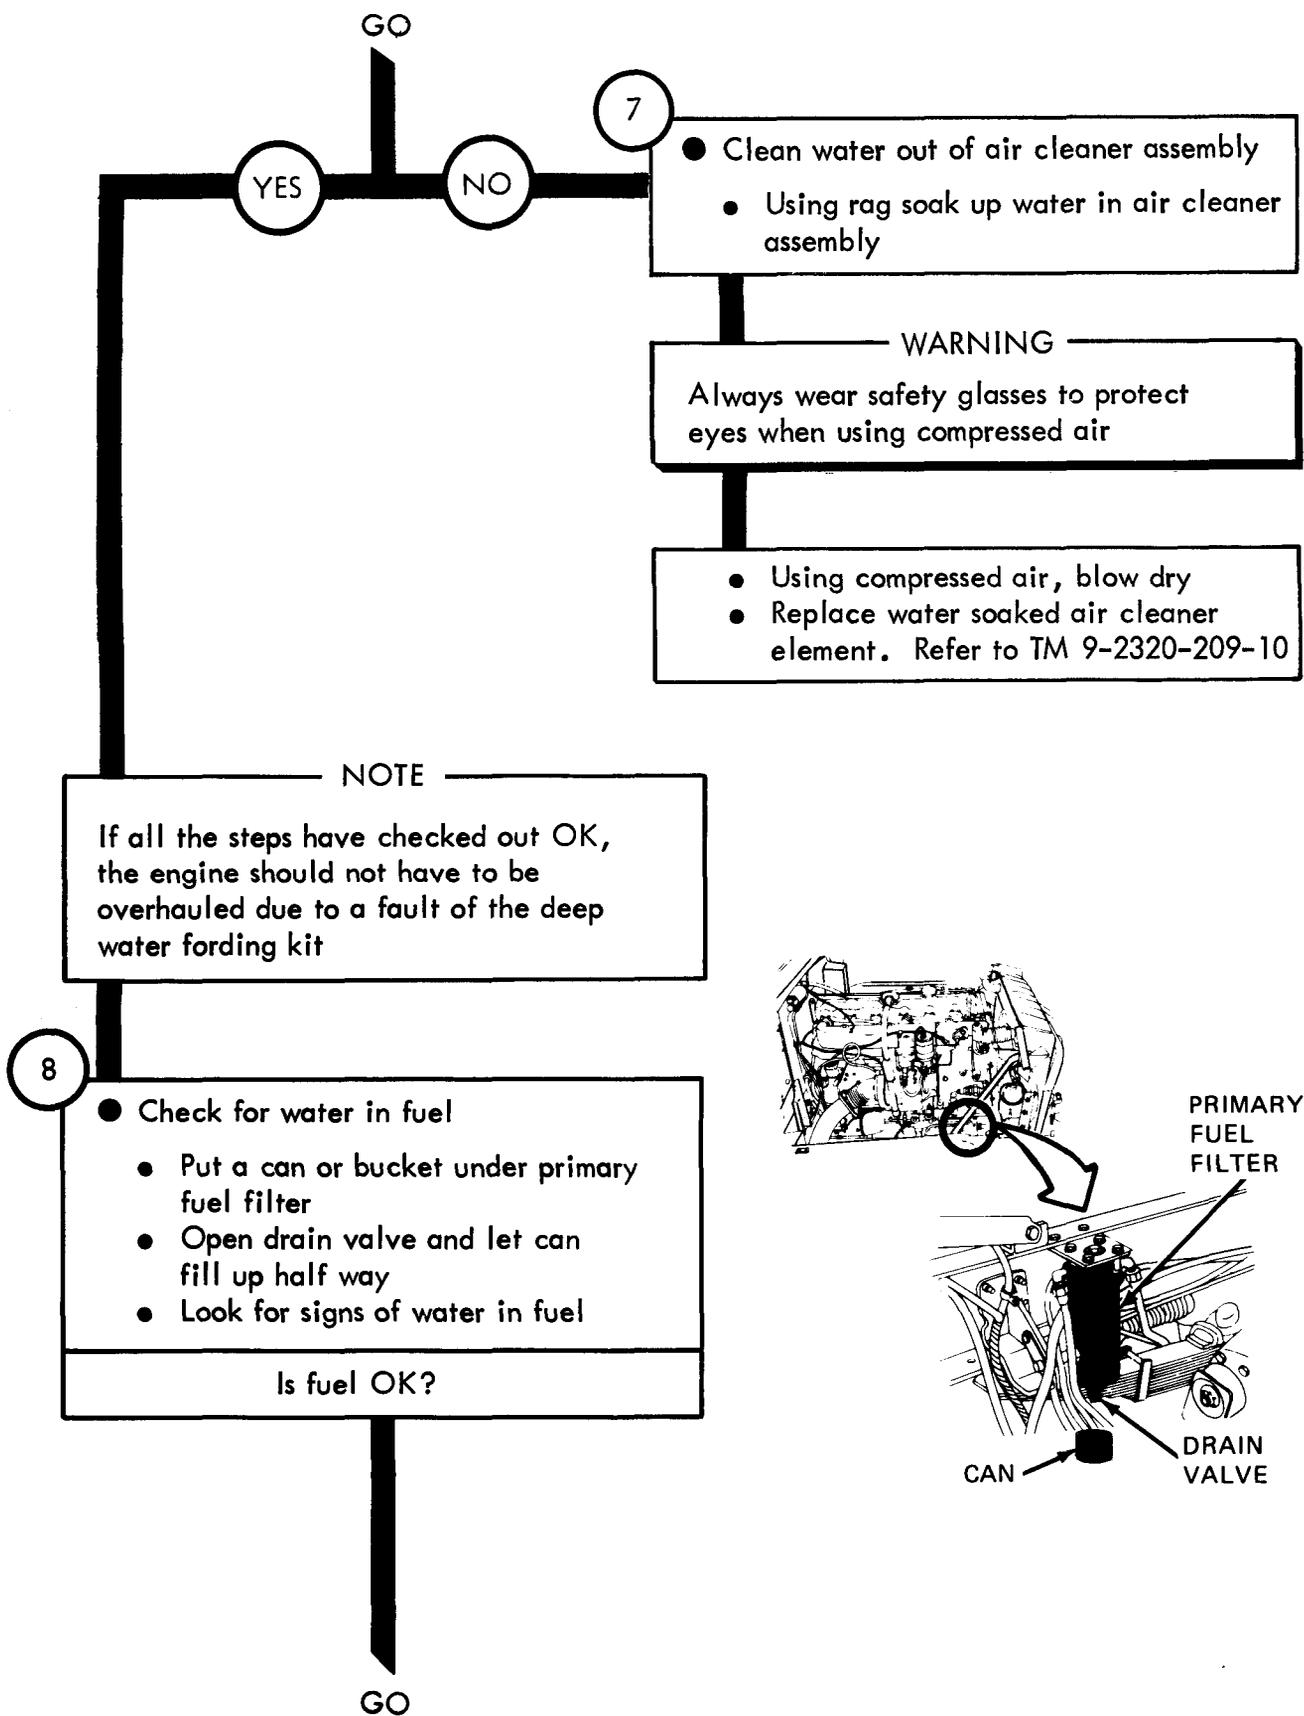 GO
YES
NO
7
● Clean water out of air cleaner assembly
● Using rag soak up water in air cleaner
assembly
WARNING
Always wear safety glasses to protect
eyes when using compressed air
● Using compressed air, blow dry
● Replace water soaked air cleaner
element. Refer to TM 9-2320-209-10
NOTE
If all the steps have checked out OK,
the engine should not have to be
overhauled due to a fault of the deep
water fording kit
8
● Check for water in fuel
● Put a can or bucket under primary
fuel filter
● Open drain valve and let can
fill up half way
● Look for signs of water in fuel
Is fuel OK?
PRIMARY
FUEL
FILTER
CAN
DRAIN
VALVE
GO